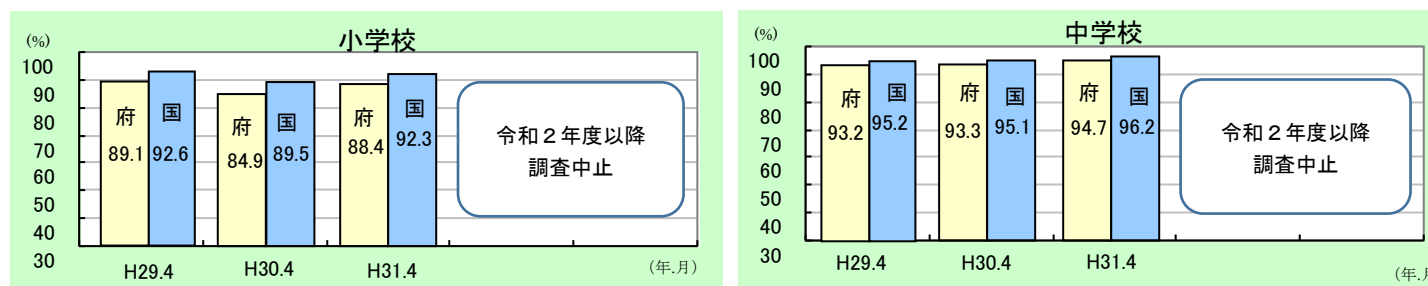 小学校
(%)
100
90
80
70
60
50
40
30
府 国 府 国 府 国
89.1 92.6 84.9 89.5 88.4 92.3
令和２年度以降
調査中止
H29.4 H30.4 H31.4 (年.月)
中学校
(%)
100
90
80
70
60
50
40
30
府 国 府 国 府 国
93.2 95.2 93.3 95.1 94.7 96.2
令和２年度以降
調査中止
H29.4 H30.4 H31.4 (年.月